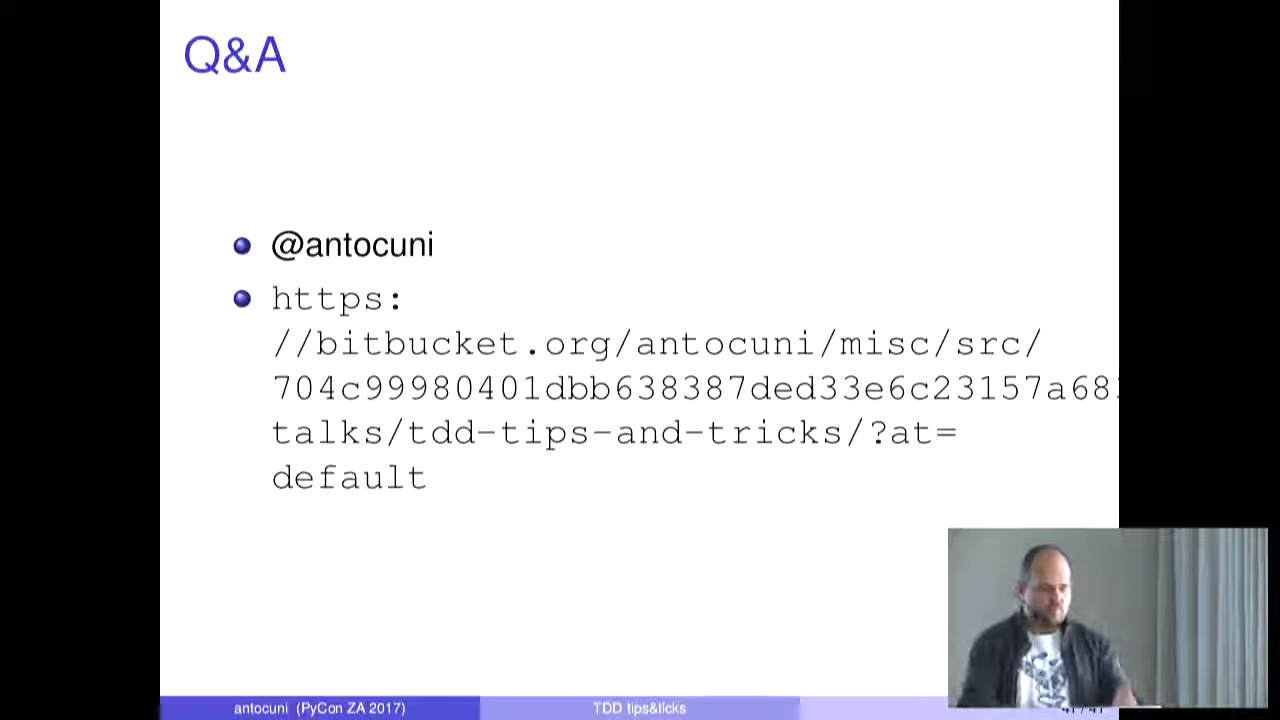 Q&A
@antocuni
https:
//bitbucket.org/antocuni/misc/src/
704c99980401dbb638387ded33e6c23157a68
talks/tdd-tips-and-tricks/?at=
default
antocuni (PyCon ZA 2017)
TDD tips&ticks